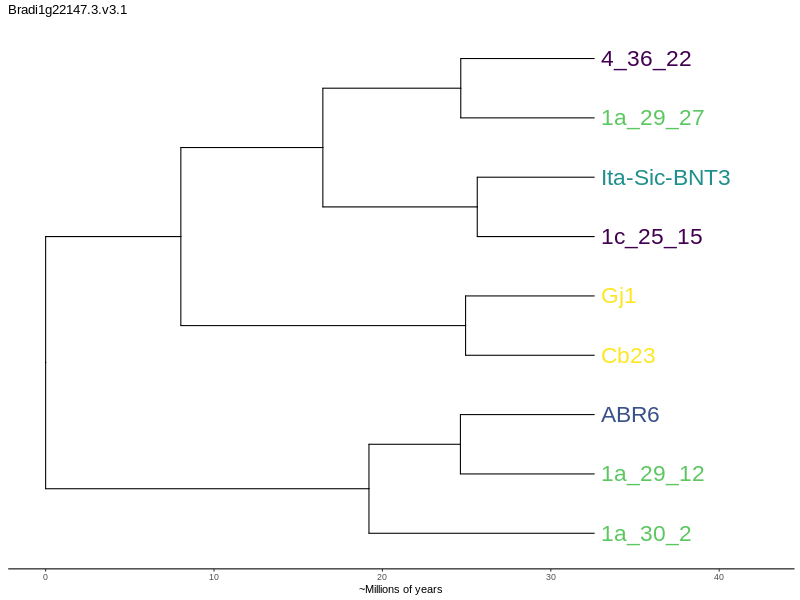 Bradi1g22147.3.v3.1
4_36_22
1a_29_27
Ita-Sic-BNT3
1c_25_15
Gj1
Cb23
ABR6
1a_29_12
1a_30_2
0 10 20 30 40
~Millions of years